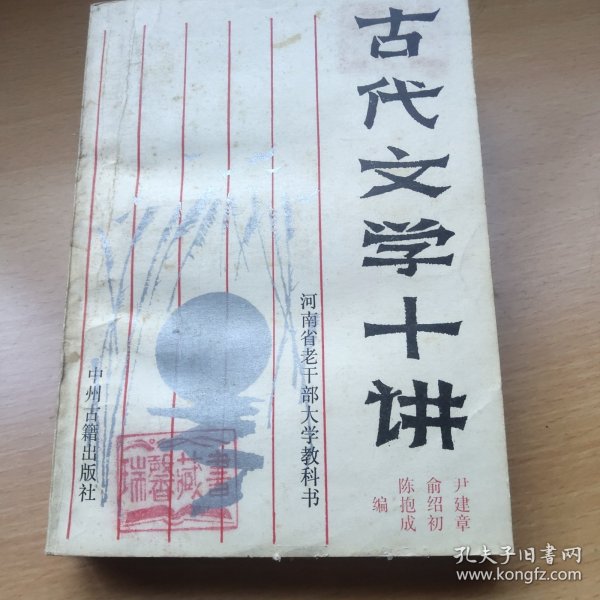 古代文学十讲
尹建章
俞绍初
陈抱成
编
河南省老干部大学教科书
中州古籍出版社
孔夫子旧书网
www.kongfz.com